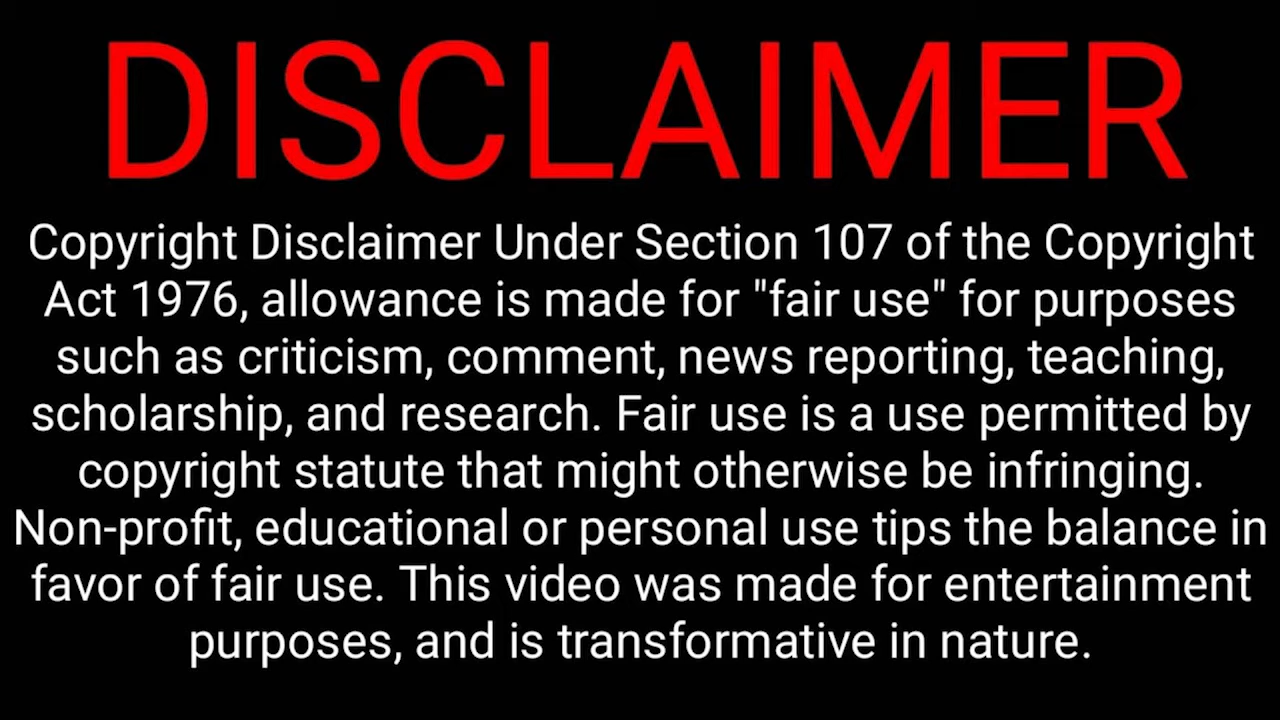 DISCLAIMER
Copyright Disclaimer Under Section 107 of the Copyright
Act 1976, allowance is made for "fair use" for purposes
such as criticism, comment, news reporting, teaching,
scholarship, and research. Fair use is a use permitted by
copyright statute that might otherwise be infringing.
Non-profit, educational or personal use tips the balance in
favor of fair use. This video was made for entertainment
purposes, and is transformative in nature.